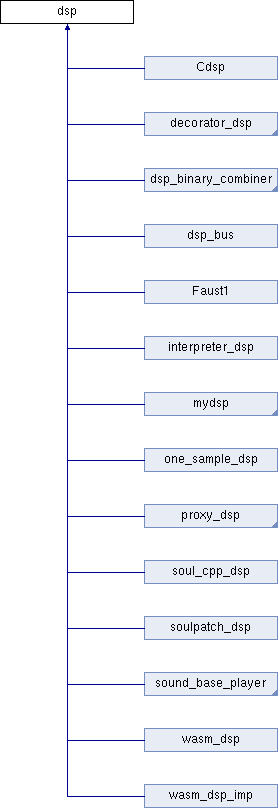 dsp
Cdsp
decorator_dsp
dsp_binary_combiner
dsp_bus
Faust1
interpreter_dsp
mydsp
one_sample_dsp
proxy_dsp
soul_cpp_dsp
soulpatch_dsp
sound_base_player
wasm_dsp
wasm_dsp_imp